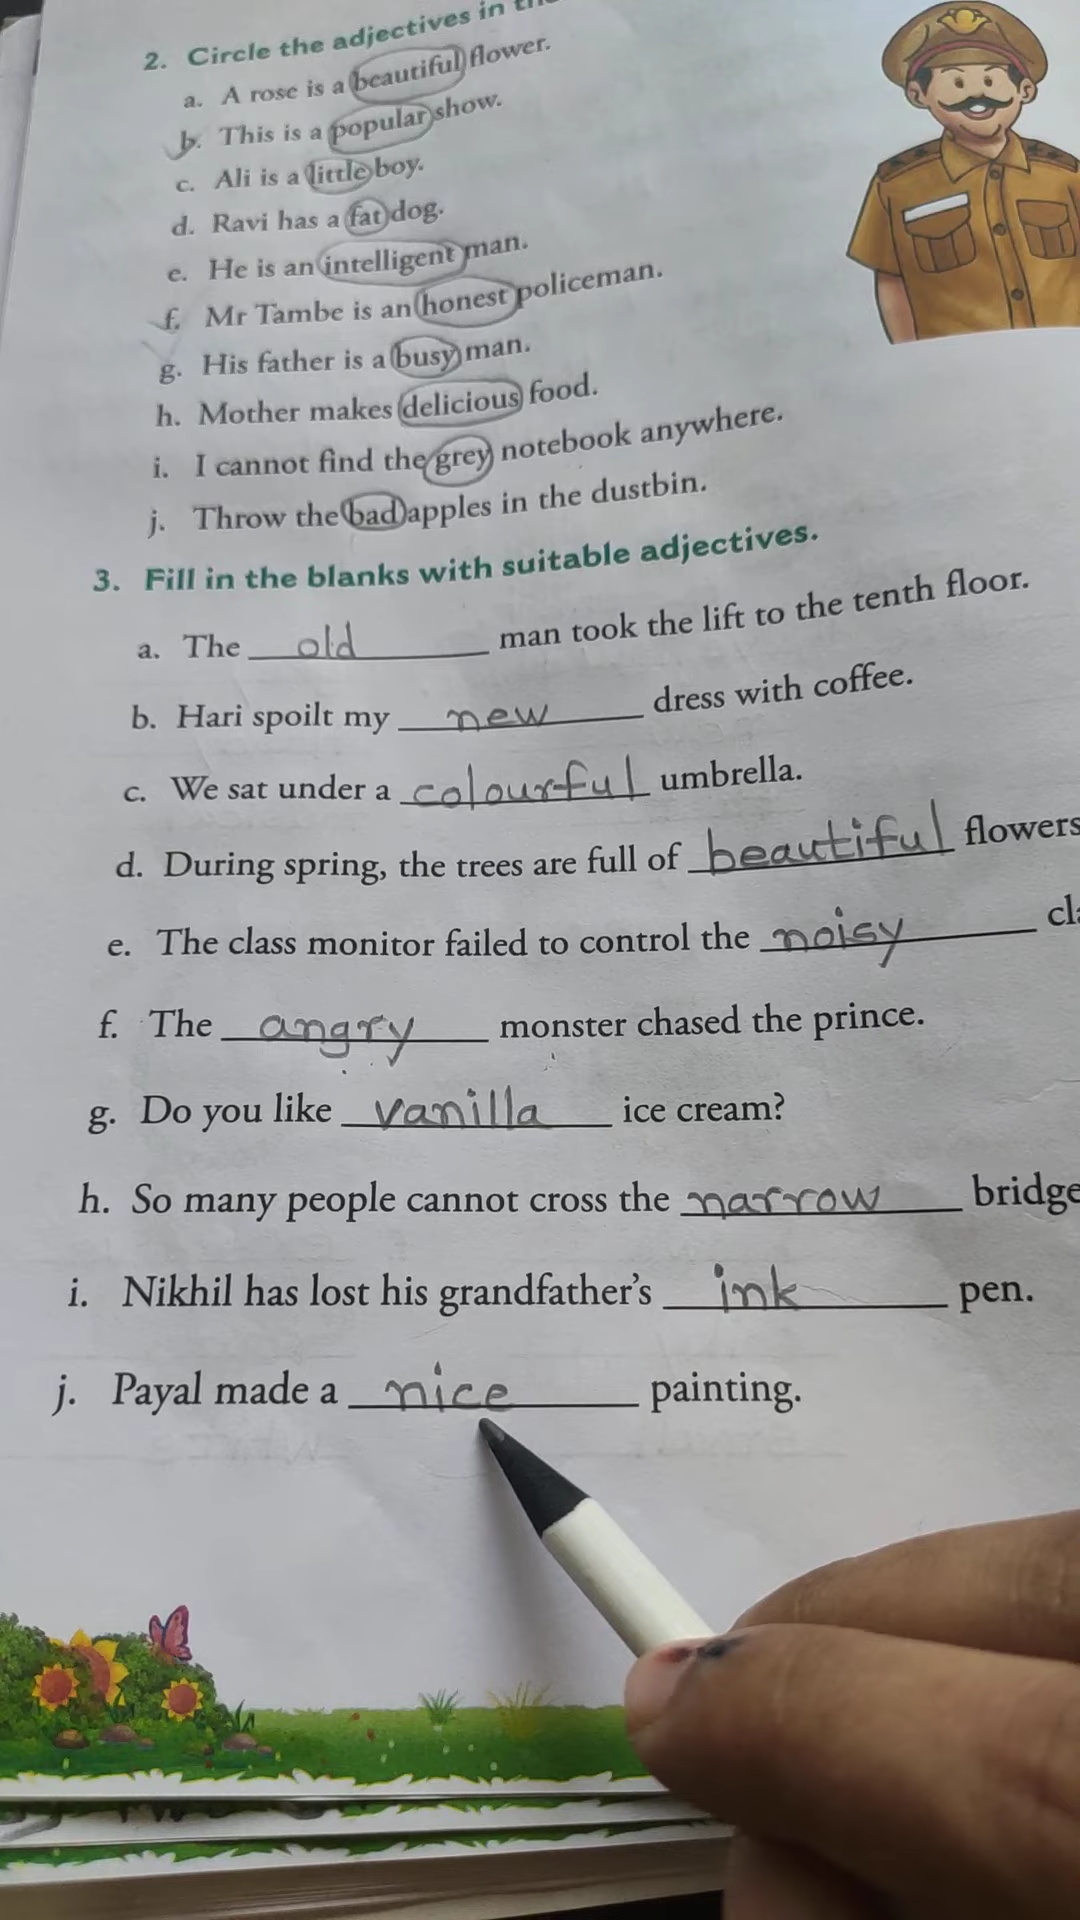 2. Circle the adjectives in
a. A rose is a beautiful flower.
b. This is a popular show.
c. Ali is a little boy.
d. Ravi has a fat dog.
e. He is an intelligent man.
f. Mr Tambe is an honest policeman.
g. His father is a busy man.
h. Mother makes delicious food.
i. I cannot find the grey notebook anywhere.
j. Throw the bad apples in the dustbin.
3. Fill in the blanks with suitable adjectives.
a. The old man took the lift to the tenth floor.
b. Hari spoilt my new dress with coffee.
c. We sat under a colourful umbrella.
d. During spring, the trees are full of beautiful flowers
e. The class monitor failed to control the noisy
f. The angry monster chased the prince.
g. Do you like vanilla ice cream?
h. So many people cannot cross the narrow bridge
i. Nikhil has lost his grandfather's ink pen.
j. Payal made a nice painting.